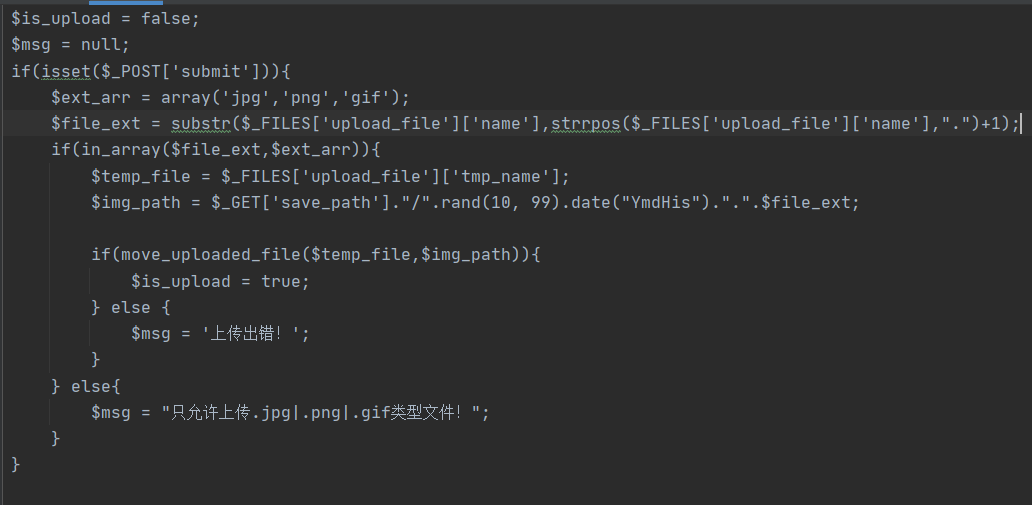 $is_upload = false;
$msg = null;
if(isset($_POST['submit'])){
    $ext_arr = array('jpg','png','gif');
    $file_ext = substr($_FILES['upload_file']['name'],strrpos($_FILES['upload_file']['name'],".")+1);
    if(in_array($file_ext,$ext_arr)){
        $temp_file = $_FILES['upload_file']['tmp_name'];
        $img_path = $_GET['save_path']."/".rand(10, 99).date("YmdHis").".".$file_ext;

        if(move_uploaded_file($temp_file,$img_path)){
            $is_upload = true;
        } else {
            $msg = '上传出错！';
        }
    } else{
        $msg = "只允许上传.jpg|.png|.gif类型文件！";
    }
}